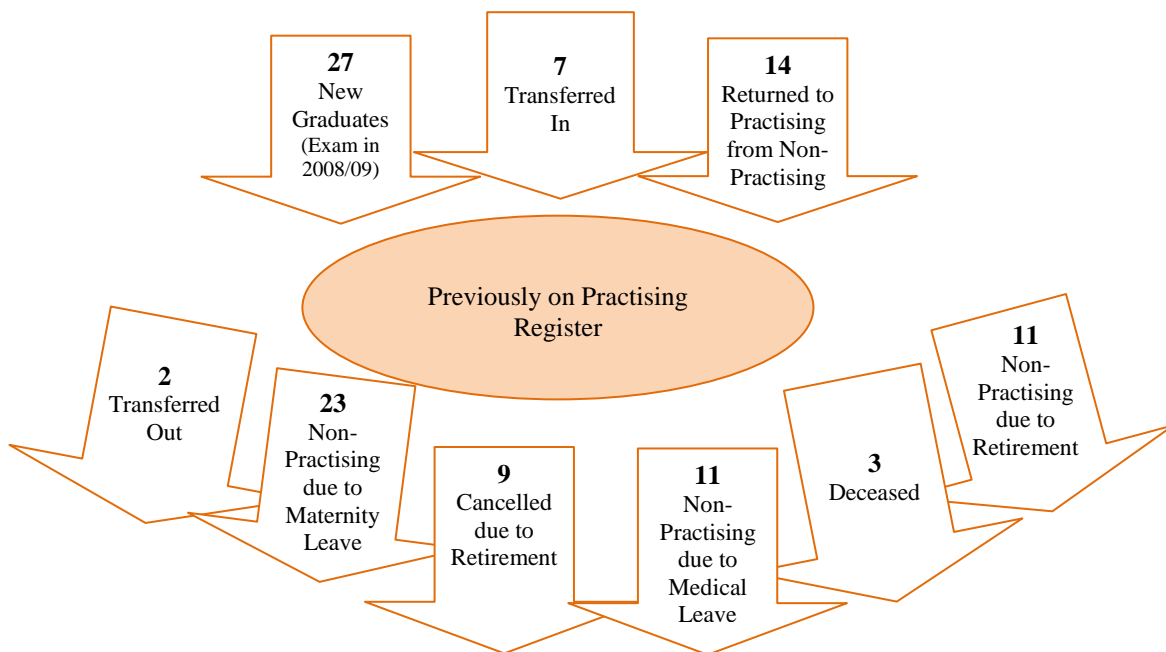 27
New
Graduates
(Exam in
2008/09)
7
Transferred
In
14
Returned to
Practising
from Non-
Practising
Previously on Practising
Register
2
Transferred
Out
23
Non-
Practising
due to
Maternity
Leave
9
Cancelled
due to
Retirement
11
Non-
Practising
due to
Medical
Leave
3
Deceased
11
Non-
Practising
due to
Retirement